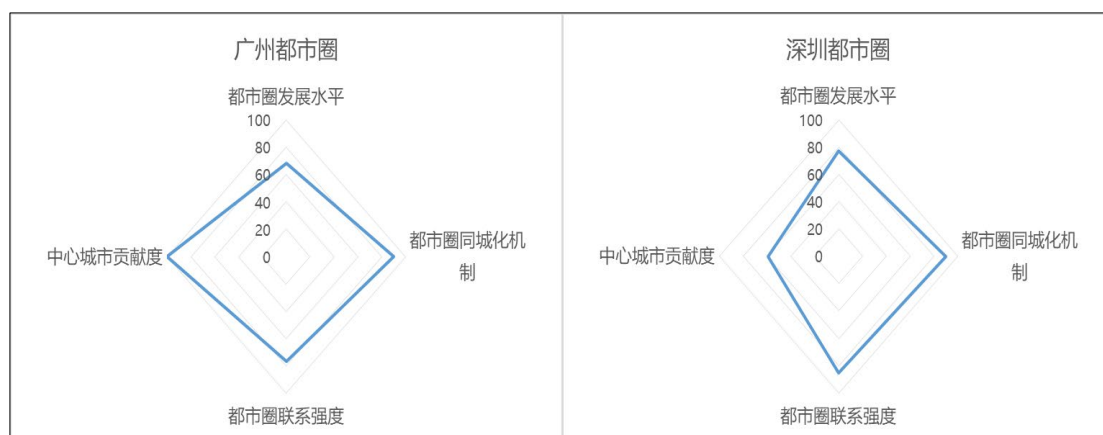 广州都市圈
都市圈发展水平
100
80
60
40
20
0
中心城市贡献度
都市圈同城化机
制
都市圈联系强度
深圳都市圈
都市圈发展水平
100
80
60
40
20
0
中心城市贡献度
都市圈同城化机
制
都市圈联系强度